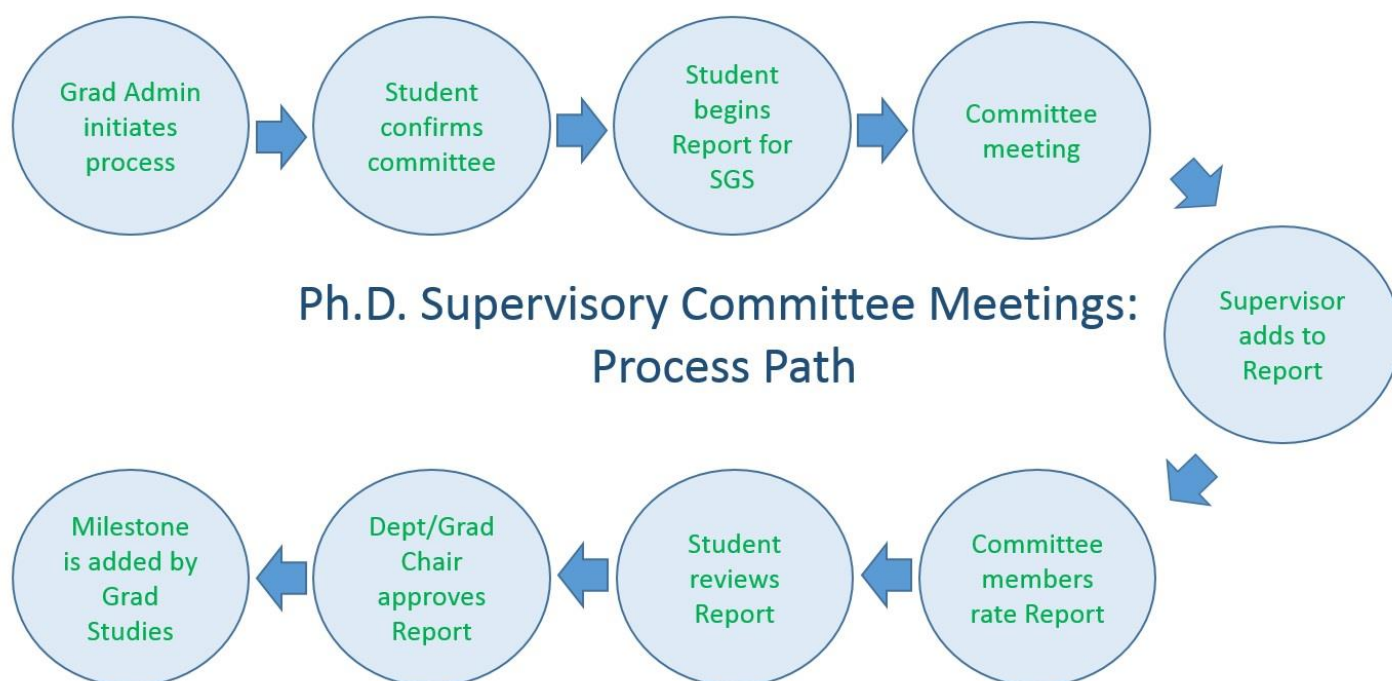 Grad Admin
initiates
process
Student
confirms
committee
Student
begins
Report for
SGS
Committee
meeting
Ph.D. Supervisory Committee Meetings:
Process Path
Supervisor
adds to
Report
Committee
members
rate Report
Student
reviews
Report
Dept/Grad
Chair
approves
Report
Milestone
is added by
Grad
Studies